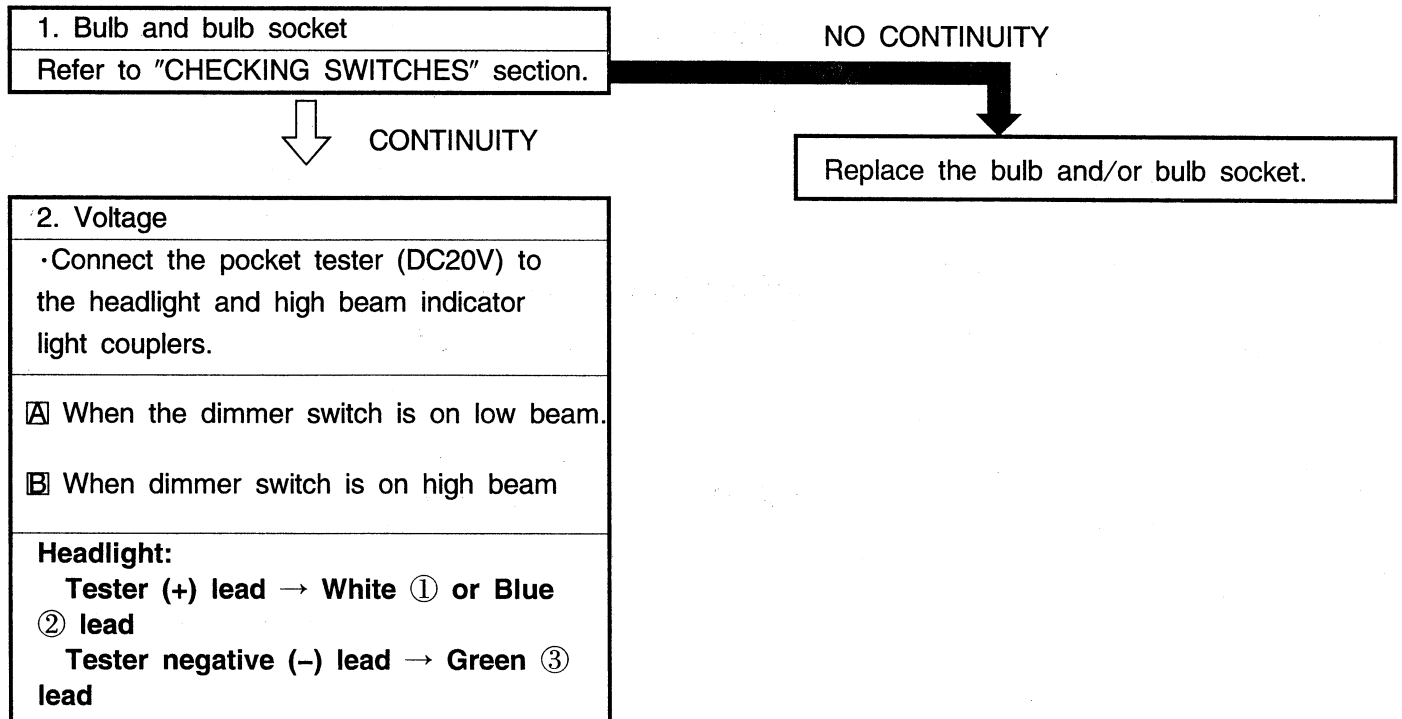 1. Bulb and bulb socket
Refer to "CHECKING SWITCHES" section.
NO CONTINUITY
CONTINUITY
Replace the bulb and/or bulb socket.
2. Voltage
·Connect the pocket tester (DC20V) to
the headlight and high beam indicator
light couplers.
A When the dimmer switch is on low beam.
B When dimmer switch is on high beam
Headlight:
Tester (+) lead → White ① or Blue
② lead
Tester negative (–) lead → Green ③
lead